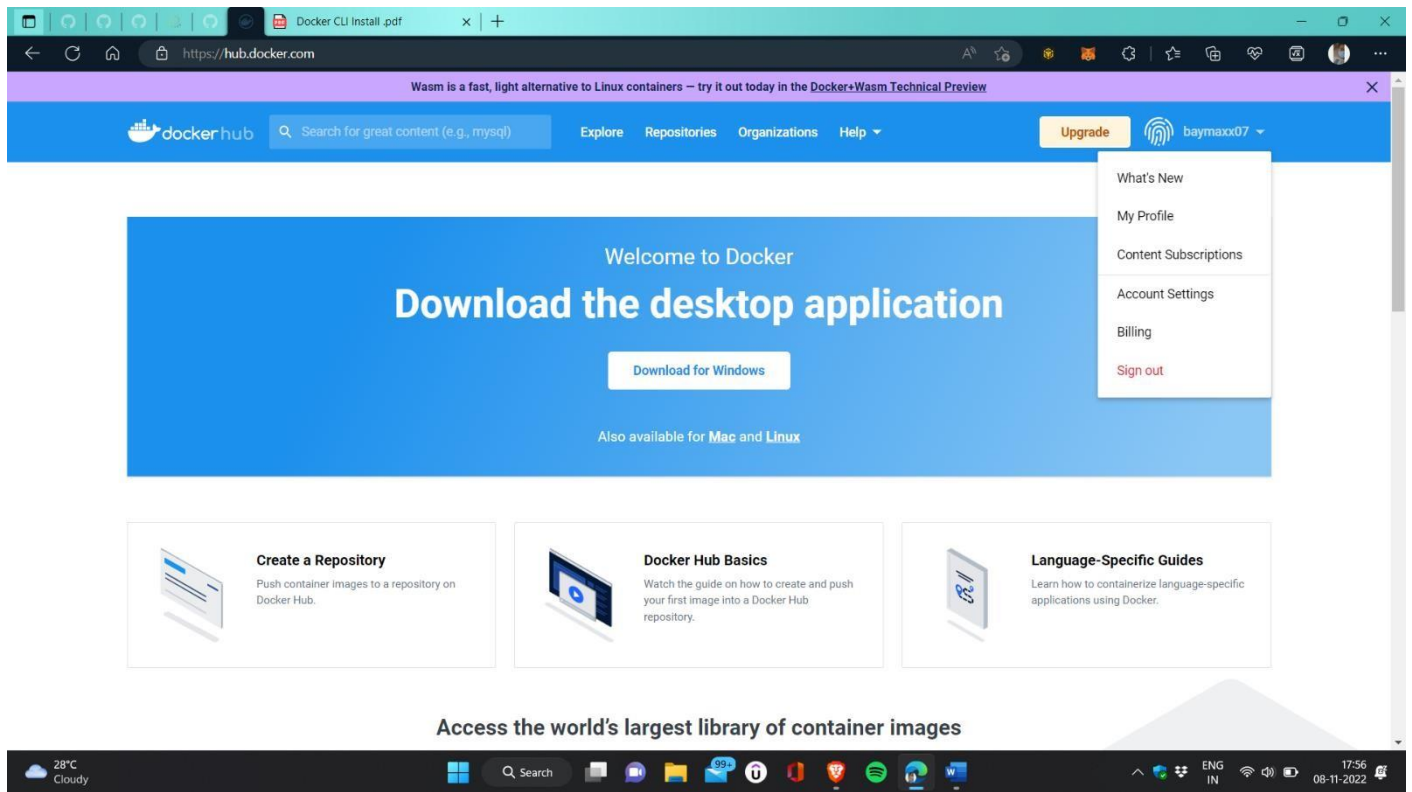 Docker CLI Install .pdf
https://hub.docker.com
Wasm is a fast, light alternative to Linux containers — try it out today in the Docker+Wasm Technical Preview
dockerhub
Search for great content (e.g., mysql)
Explore
Repositories
Organizations
Help
Upgrade
baymaxx07
What's New
My Profile
Content Subscriptions
Account Settings
Billing
Sign out
Welcome to Docker
Download the desktop application
Download for Windows
Also available for Mac and Linux
Create a Repository
Push container images to a repository on
Docker Hub.
Docker Hub Basics
Watch the guide on how to create and push
your first image into a Docker Hub
repository.
Language-Specific Guides
Learn how to containerize language-specific
applications using Docker.
Access the world's largest library of container images
28°C
Cloudy
Search
99+
ENG
IN
17:56
08-11-2022